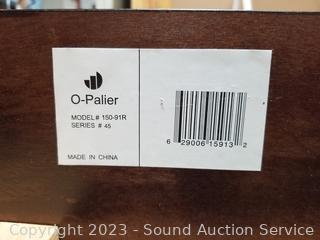 O-Palier
MODEL# 150-91R
SERIES # 45
MADE IN CHINA
6 29006 15913 2
Copyright 2023 - Sound Auction Service